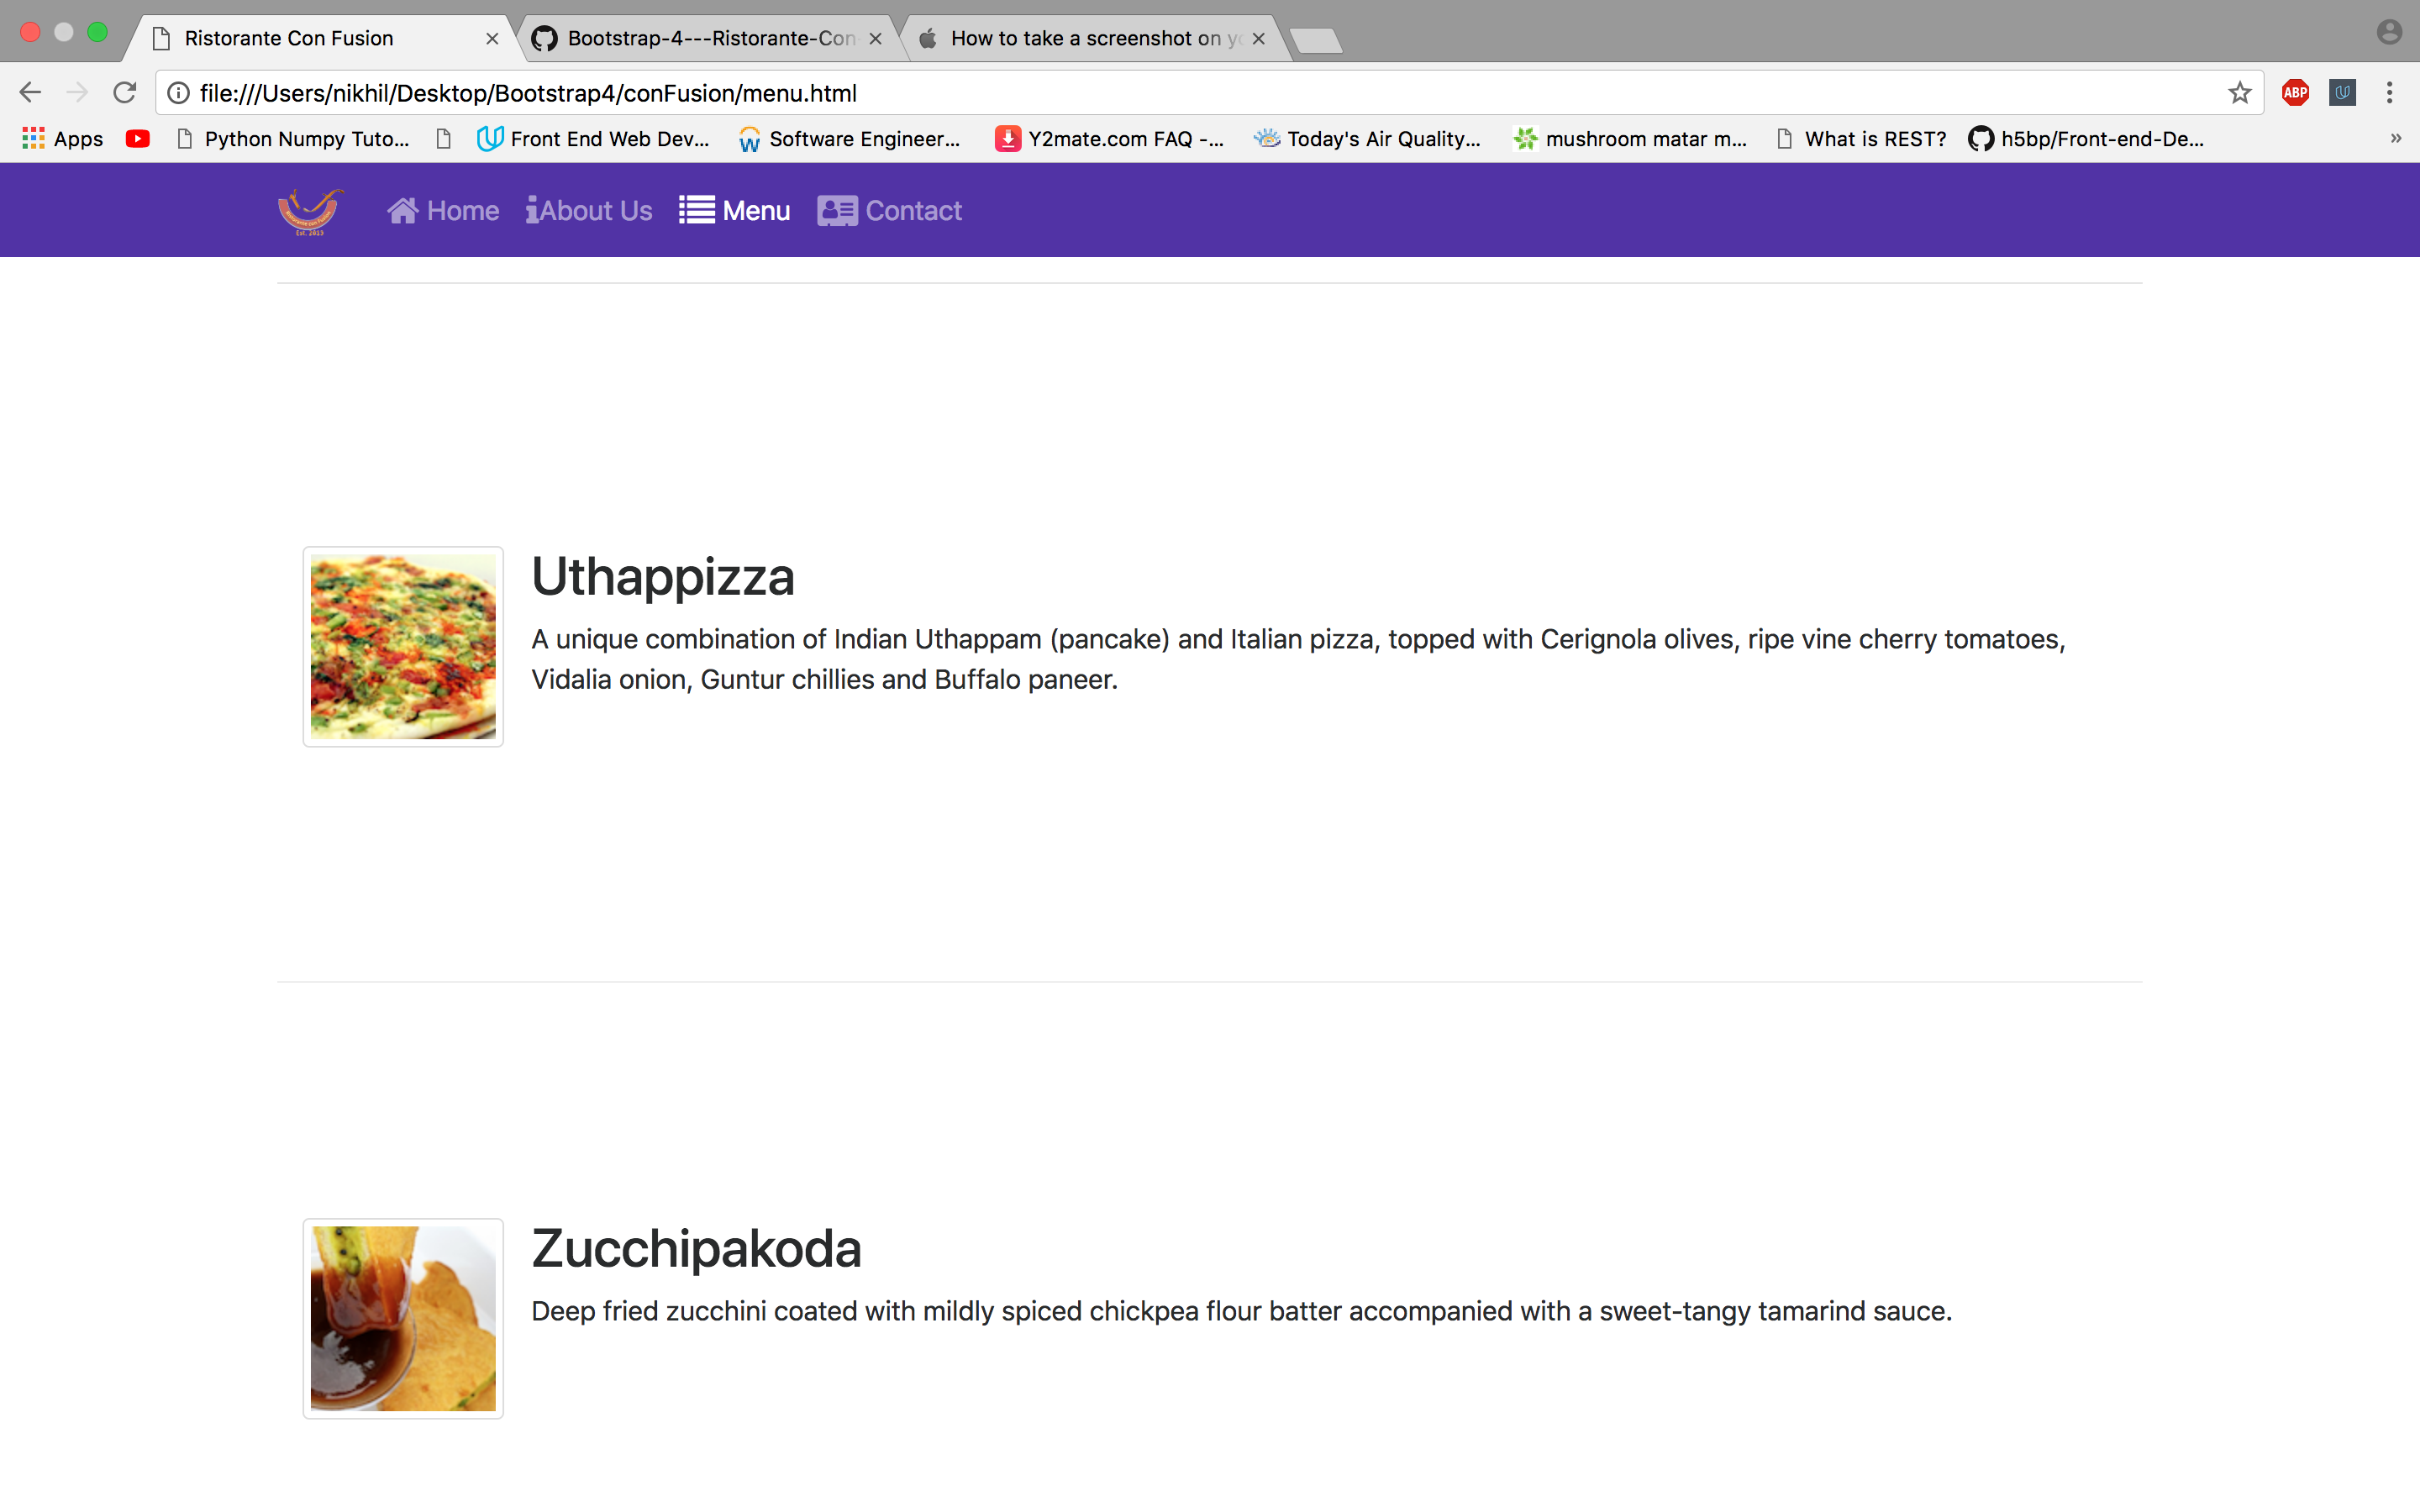 Ristorante Con Fusion
Bootstrap-4---Ristorante-Con-
How to take a screenshot on yo
file:///Users/nikhil/Desktop/Bootstrap4/conFusion/menu.html
ABP
Apps
Python Numpy Tuto...
Front End Web Dev...
Software Engineer...
Y2mate.com FAQ -...
Today's Air Quality...
mushroom matar m...
What is REST?
h5bp/Front-end-De...
»
Est. 2013
Home
About Us
Menu
Contact
Uthappizza
A unique combination of Indian Uthappam (pancake) and Italian pizza, topped with Cerignola olives, ripe vine cherry tomatoes,
Vidalia onion, Guntur chillies and Buffalo paneer.
Zucchipakoda
Deep fried zucchini coated with mildly spiced chickpea flour batter accompanied with a sweet-tangy tamarind sauce.